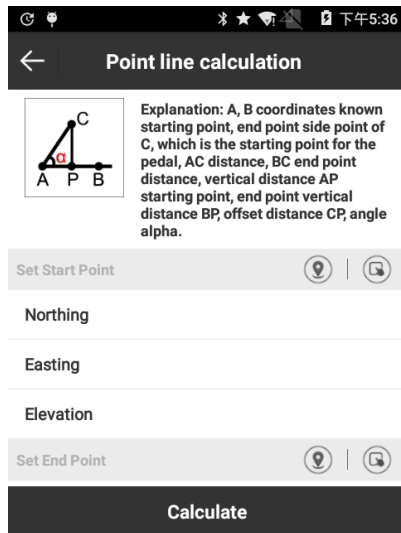 下午5:36
Point line calculation
C
α
A P B
Explanation: A, B coordinates known
starting point, end point side point of
C, which is the starting point for the
pedal, AC distance, BC end point
distance, vertical distance AP
starting point, end point vertical
distance BP, offset distance CP, angle
alpha.
Set Start Point
Northing
Easting
Elevation
Set End Point
Calculate